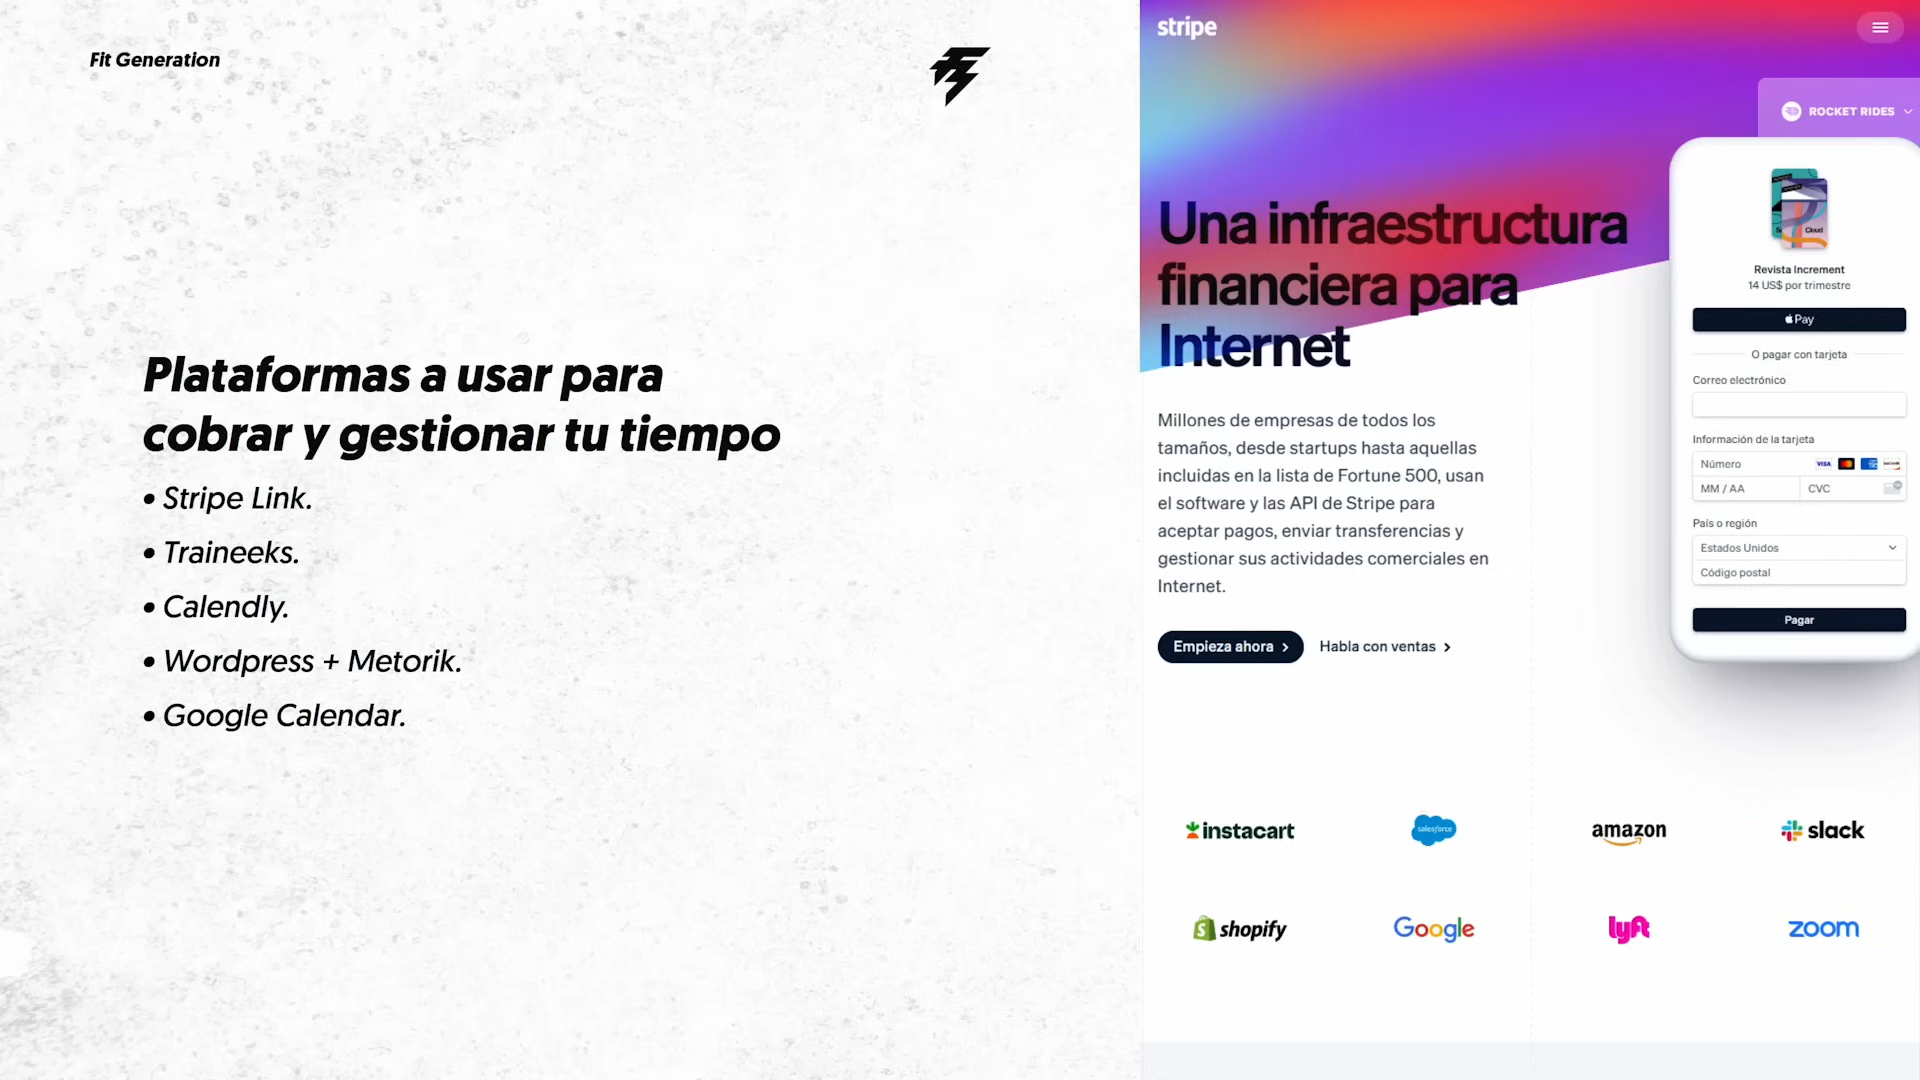 Fit Generation
Plataformas a usar para
cobrar y gestionar tu tiempo
• Stripe Link.
• Traineeks.
• Calendly.
• Wordpress + Metorik.
• Google Calendar.
stripe
ROCKET RIDES
Una infraestructura
financiera para
Internet
Millones de empresas de todos los
tamaños, desde startups hasta aquellas
incluidas en la lista de Fortune 500, usan
el software y las API de Stripe para
aceptar pagos, enviar transferencias y
gestionar sus actividades comerciales en
Internet.
Empieza ahora
Habla con ventas
Cloud
Revista Increment
14 US$ por trimestre
Pay
O pagar con tarjeta
Correo electrónico
Información de la tarjeta
Número
VISA
MM / AA
CVC
País o región
Estados Unidos
Código postal
Pagar
instacart
salesforce
amazon
slack
shopify
Google
lyft
zoom